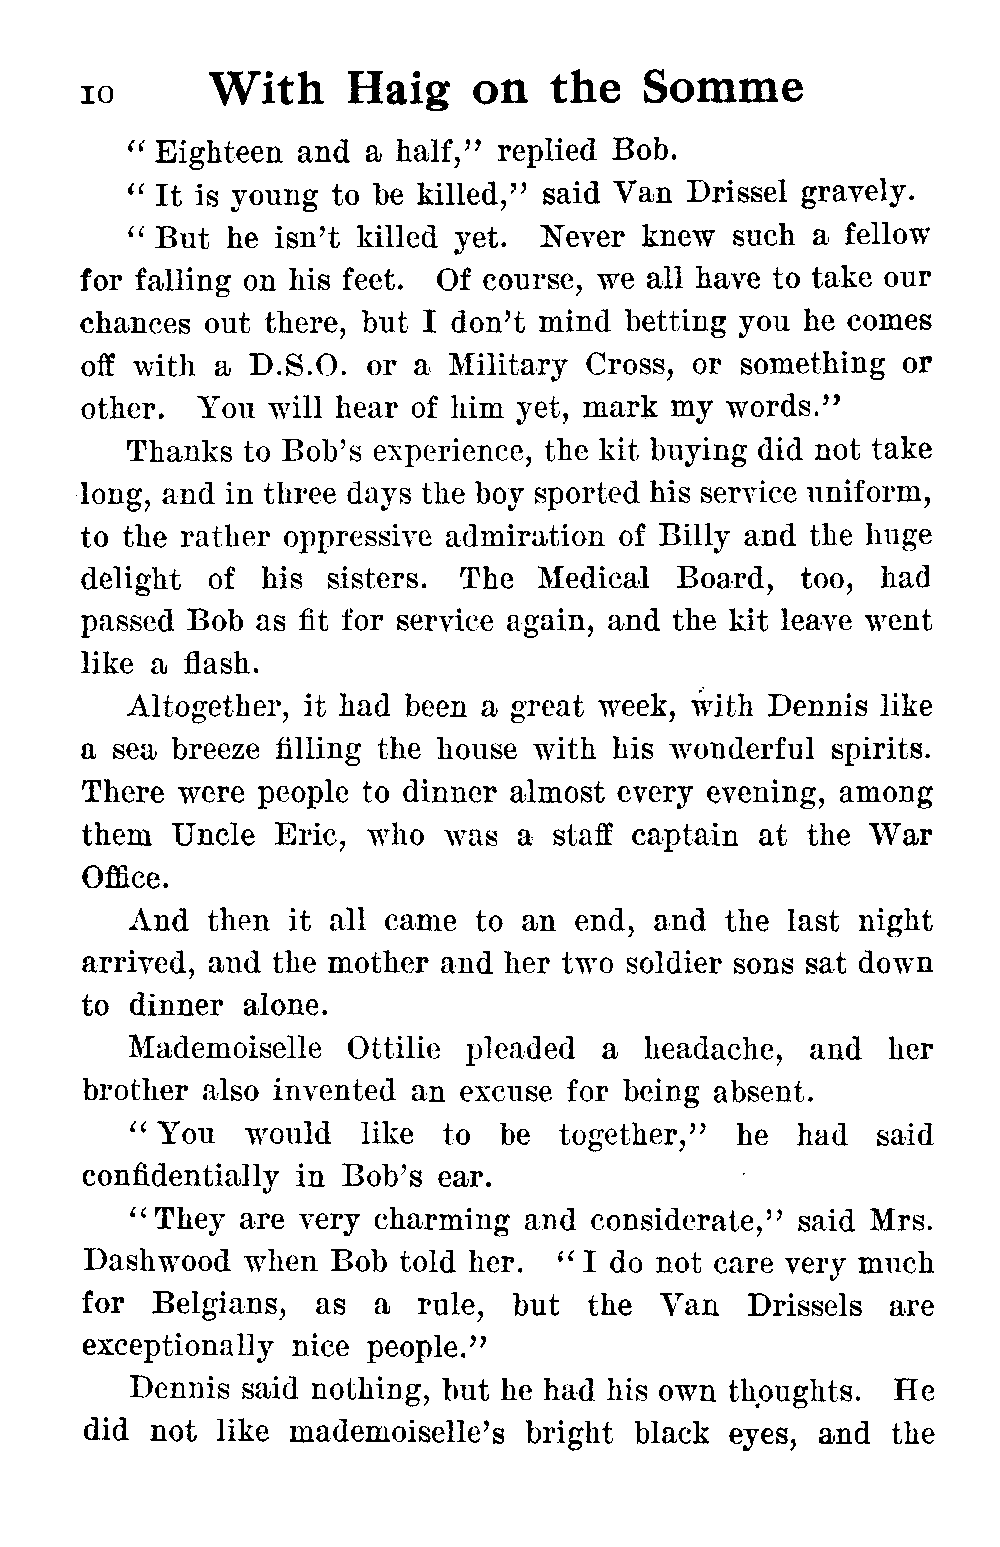 10 With Haig on the Somme
“ Eighteen and a half,” replied Bob.
“ It is young to be killed,” said Van Drissel gravely.
“ But he isn’t killed yet. Never knew such a fellow
for falling on his feet. Of course, we all have to take our
chances out there, but I don’t mind betting you he comes
off with a D.S.O. or a Military Cross, or something or
other. You will hear of him yet, mark my words.”
Thanks to Bob’s experience, the kit buying did not take
long, and in three days the boy sported his service uniform,
to the rather oppressive admiration of Billy and the huge
delight of his sisters. The Medical Board, too, had
passed Bob as fit for service again, and the kit leave went
like a flash.
Altogether, it had been a great week, with Dennis like
a sea breeze filling the house with his wonderful spirits.
There were people to dinner almost every evening, among
them Uncle Eric, who was a staff captain at the War
Office.
And then it all came to an end, and the last night
arrived, and the mother and her two soldier sons sat down
to dinner alone.
Mademoiselle Ottilie pleaded a headache, and her
brother also invented an excuse for being absent.
“ You would like to be together,” he had said
confidentially in Bob’s ear.
“ They are very charming and considerate,” said Mrs.
Dashwood when Bob told her. “ I do not care very much
for Belgians, as a rule, but the Van Drissels are
exceptionally nice people.”
Dennis said nothing, but he had his own thoughts. He
did not like mademoiselle’s bright black eyes, and the